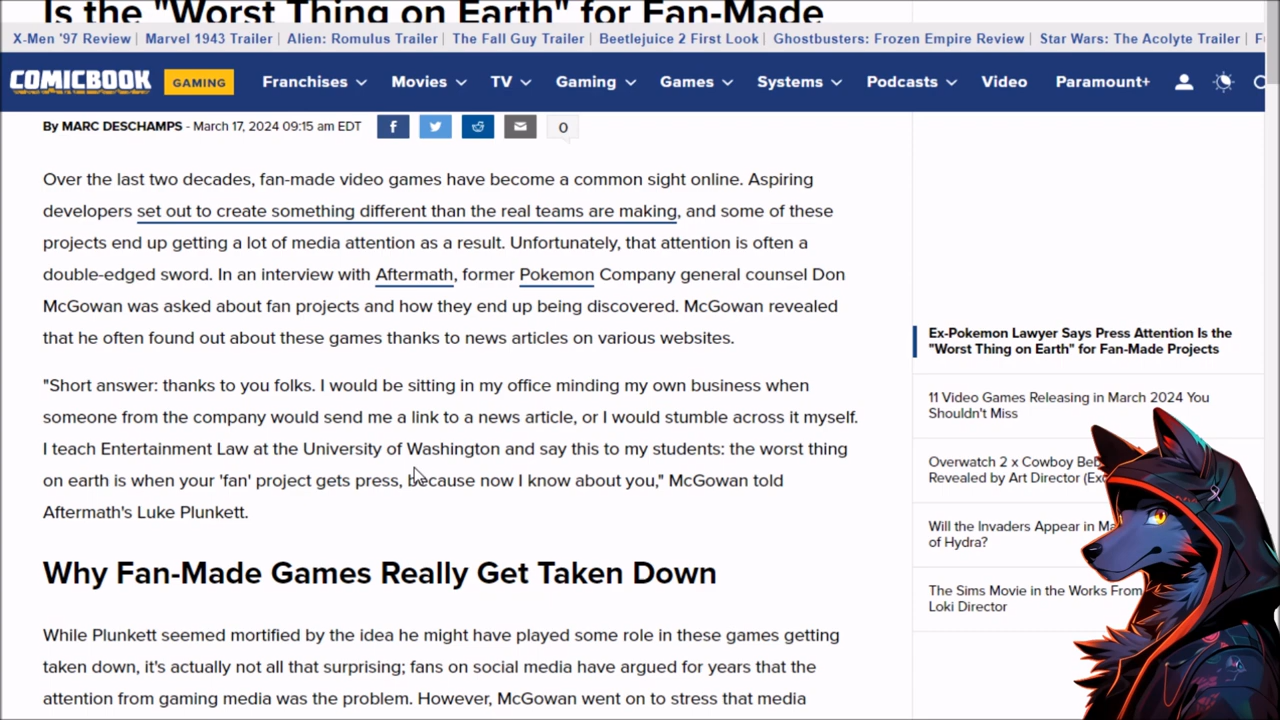 Is the "Worst Thing on Earth" for Fan-Made
X-Men '97 Review | Marvel 1943 Trailer | Alien: Romulus Trailer | The Fall Guy Trailer | Beetlejuice 2 First Look | Ghostbusters: Frozen Empire Review | Star Wars: The Acolyte Trailer | F
COMICBOOK GAMING Franchises Movies TV Gaming Games Systems Podcasts Video Paramount+
By MARC DESCHAMPS - March 17, 2024 09:15 am EDT
0
Over the last two decades, fan-made video games have become a common sight online. Aspiring
developers set out to create something different than the real teams are making, and some of these
projects end up getting a lot of media attention as a result. Unfortunately, that attention is often a
double-edged sword. In an interview with Aftermath, former Pokemon Company general counsel Don
McGowan was asked about fan projects and how they end up being discovered. McGowan revealed
that he often found out about these games thanks to news articles on various websites.
"Short answer: thanks to you folks. I would be sitting in my office minding my own business when
someone from the company would send me a link to a news article, or I would stumble across it myself.
I teach Entertainment Law at the University of Washington and say this to my students: the worst thing
on earth is when your 'fan' project gets press, because now I know about you," McGowan told
Aftermath's Luke Plunkett.
Why Fan-Made Games Really Get Taken Down
While Plunkett seemed mortified by the idea he might have played some role in these games getting
taken down, it's actually not all that surprising; fans on social media have argued for years that the
attention from gaming media was the problem. However, McGowan went on to stress that media
Ex-Pokemon Lawyer Says Press Attention Is the
"Worst Thing on Earth" for Fan-Made Projects
11 Video Games Releasing in March 2024 You
Shouldn't Miss
Overwatch 2 x Cowboy Be
Revealed by Art Director (Ex
Will the Invaders Appear in Ma
of Hydra?
The Sims Movie in the Works From
Loki Director